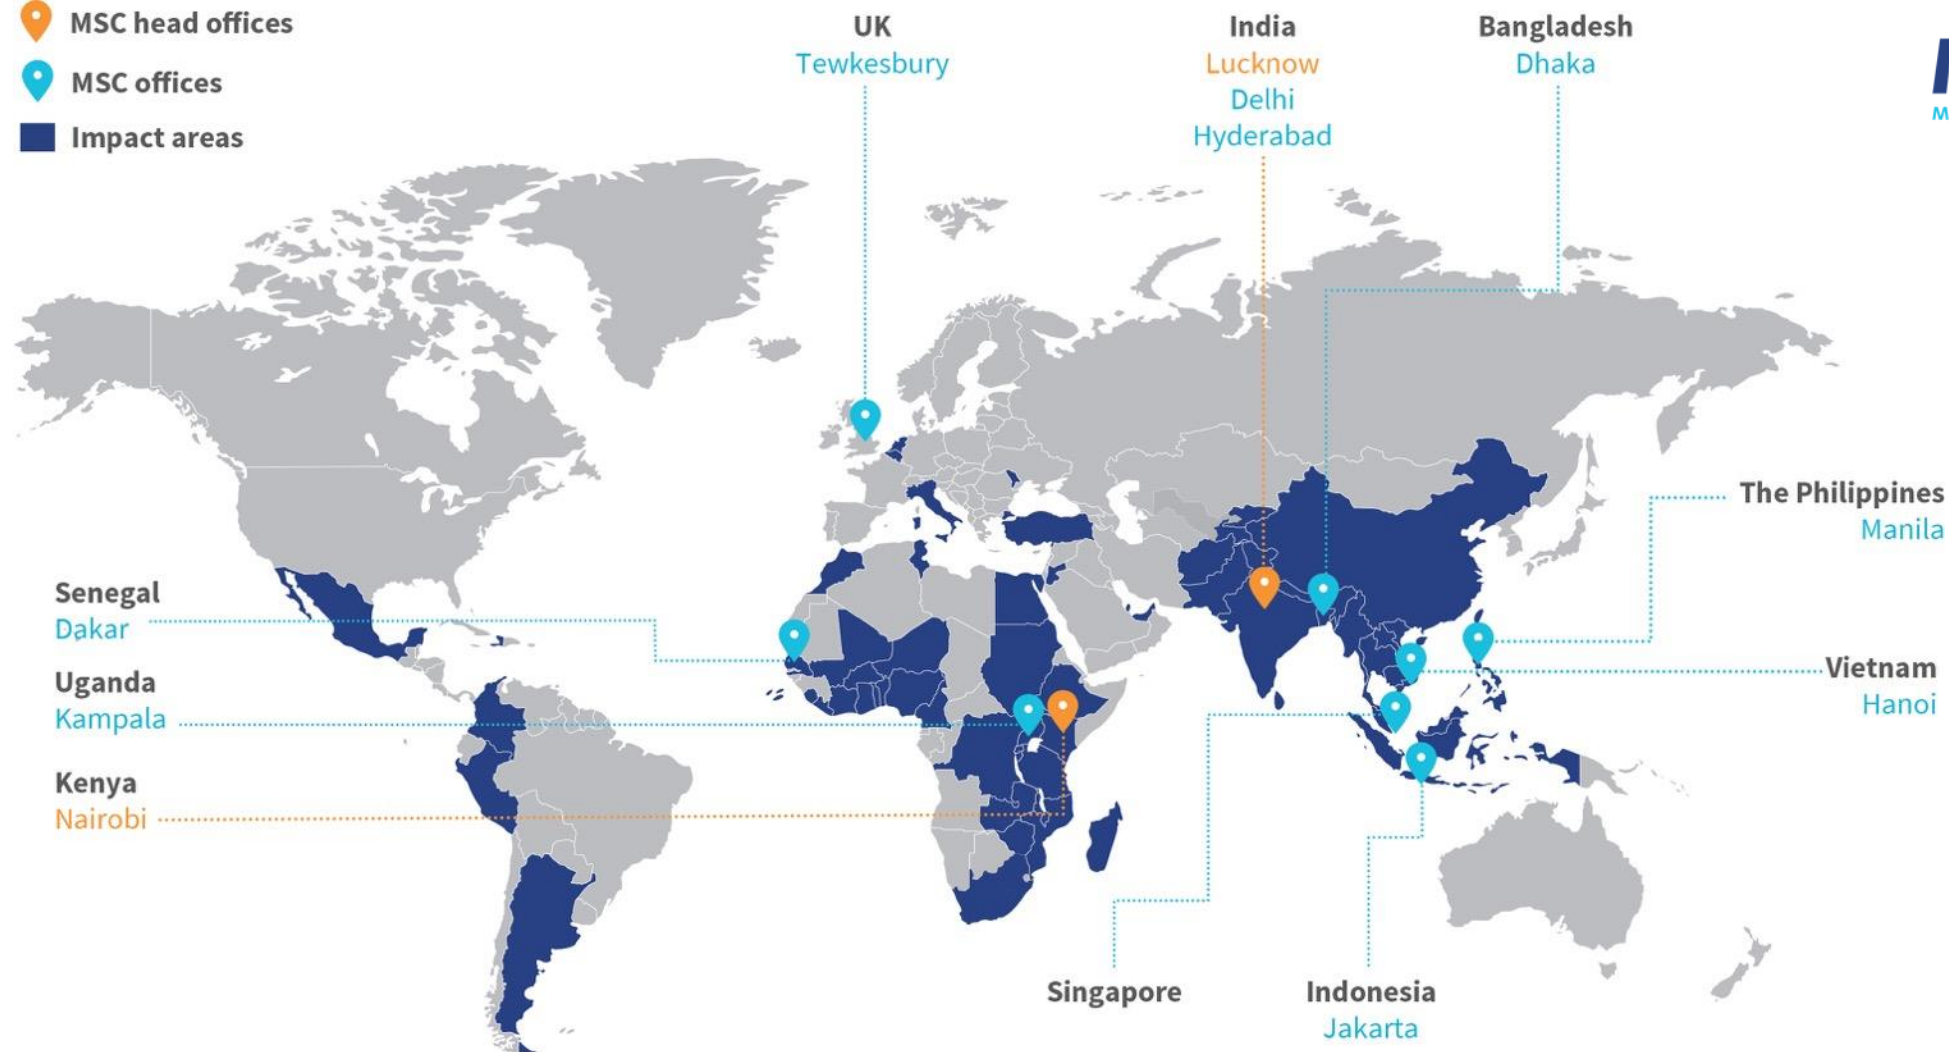 MSC head offices
MSC offices
Impact areas
UK
Tewkesbury
India
Lucknow
Delhi
Hyderabad
Bangladesh
Dhaka
The Philippines
Manila
Vietnam
Hanoi
Senegal
Dakar
Uganda
Kampala
Kenya
Nairobi
Singapore
Indonesia
Jakarta